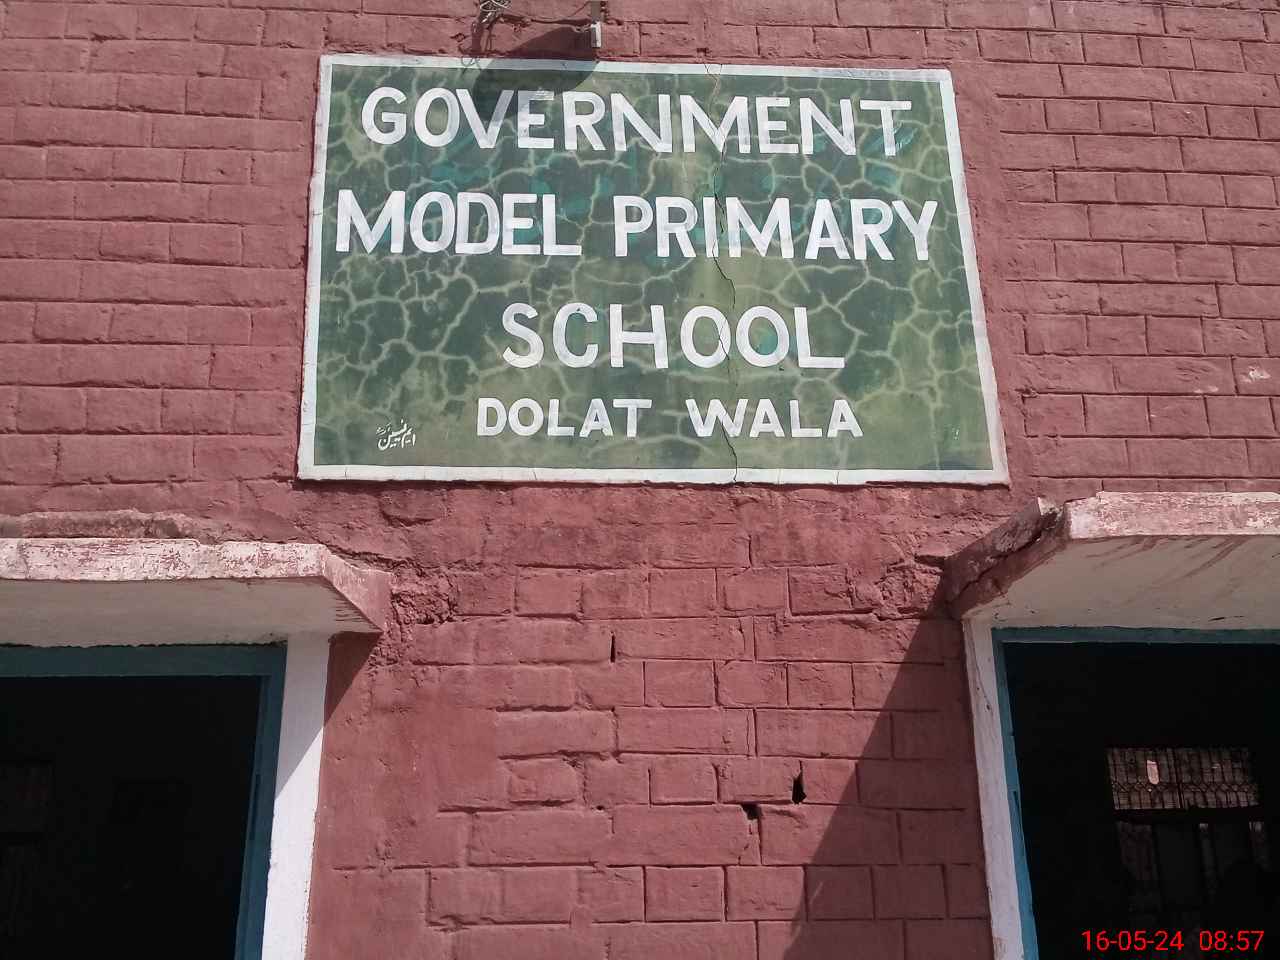 GOVERNMENT
MODEL PRIMARY
SCHOOL
DOLAT WALA
16-05-24 08:57